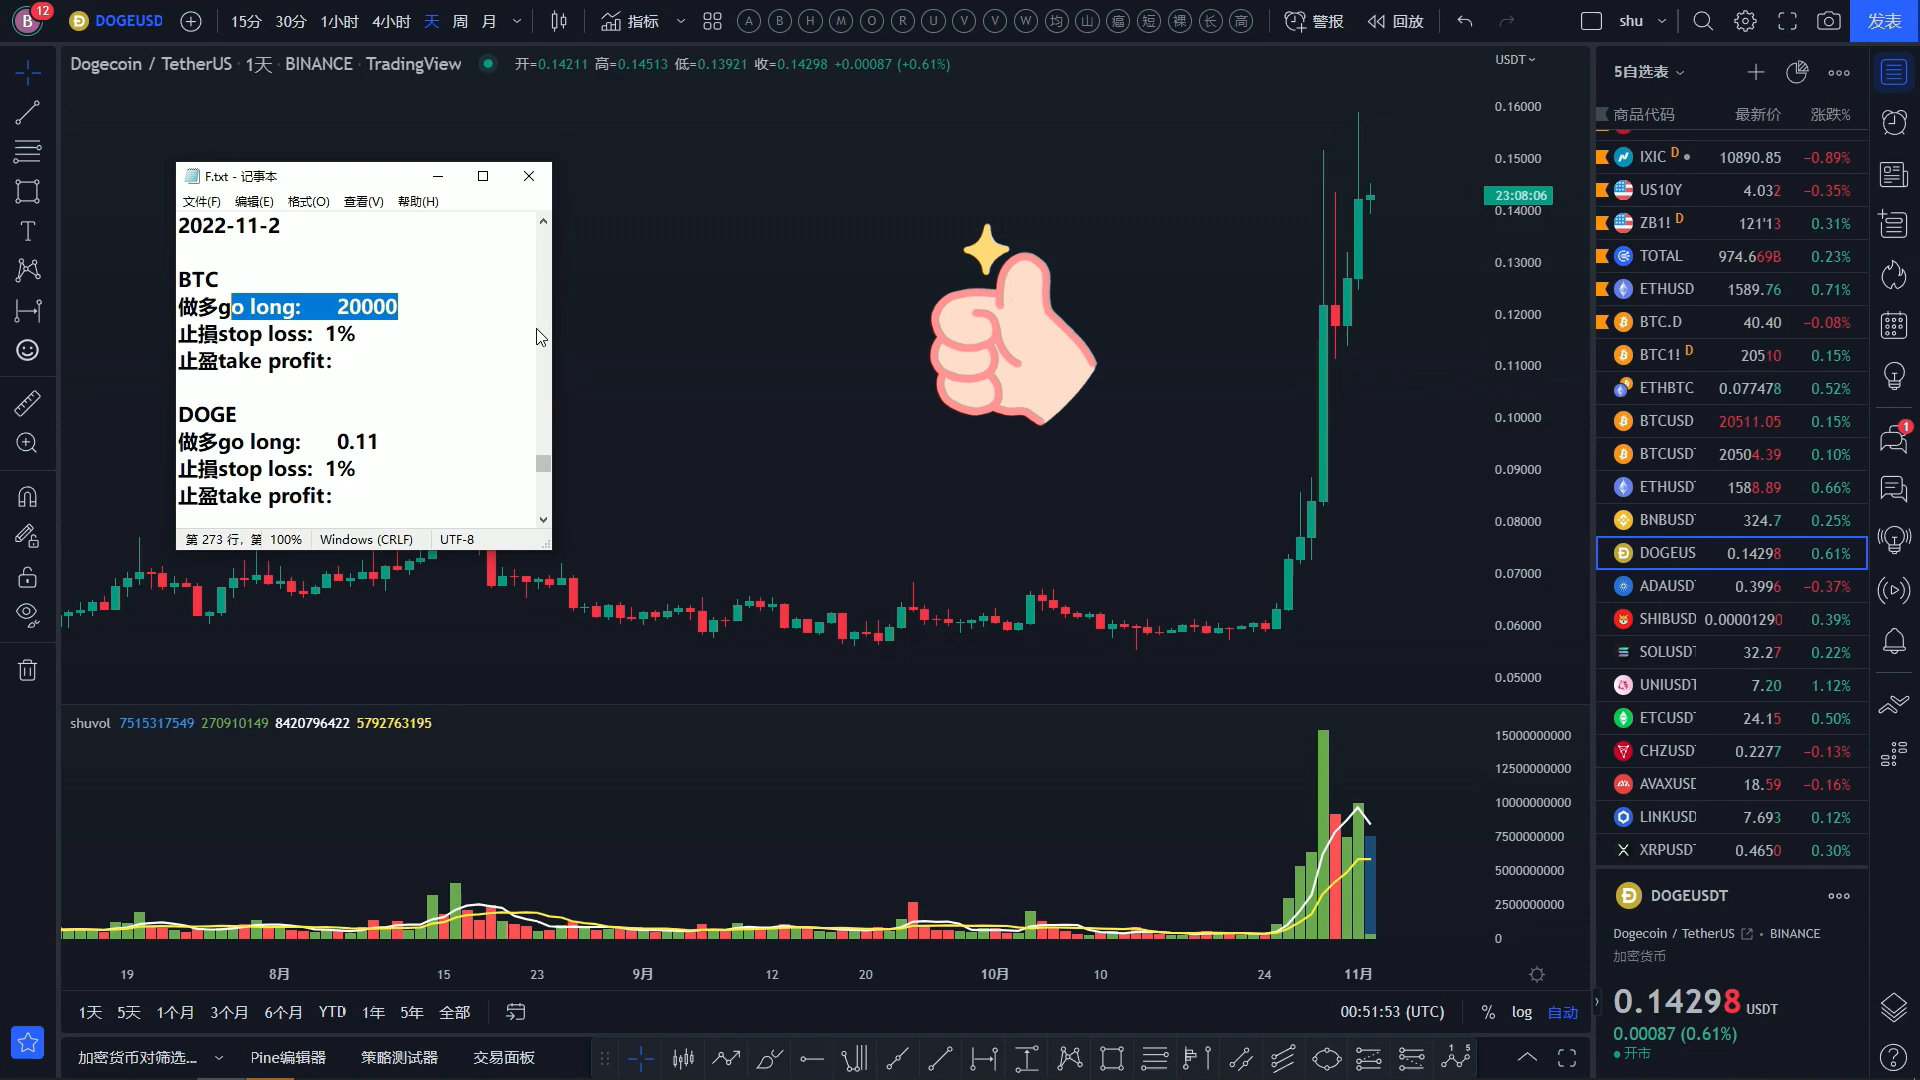 B 12 DOGEUSD 15分 30分 1小时 4小时 天 周 月 指标 A B H M O R U V V W 均 山 短 裸 长 高 警报 回放 shu 发表
Dogecoin / TetherUS · 1天 · BINANCE · TradingView 开=0.14211 高=0.14513 低=0.13921 收=0.14298 +0.00087 (+0.61%)
USDT
0.16000
0.15000
23:08:06
0.14000
0.13000
0.12000
0.11000
0.10000
0.09000
0.08000
0.07000
0.06000
0.05000
F.txt - 记事本
文件(F) 编辑(E) 格式(O) 查看(V) 帮助(H)
2022-11-2
BTC
做多go long: 20000
止損stop loss: 1%
止盈take profit:
DOGE
做多go long: 0.11
止損stop loss: 1%
止盈take profit:
第 273 行，第 100% Windows (CRLF) UTF-8
shuvol 7515317549 270910149 8420796422 5792763195
15000000000
12500000000
10000000000
7500000000
5000000000
2500000000
0
19 8月 15 23 9月 12 20 10月 10 24 11月
1天 5天 1个月 3个月 6个月 YTD 1年 5年 全部 00:51:53 (UTC) % log 自动
加密货币对筛选... Pine编辑器 策略测试器 交易面板
5自选表
商品代码 最新价 涨跌%
IXIC D 10890.85 −0.89%
US10Y 4.032 −0.35%
ZB1! D 121'13 0.31%
TOTAL 974.669B 0.23%
ETHUSD 1589.76 0.71%
BTC.D 40.40 −0.08%
BTC1! D 20510 0.15%
ETHBTC 0.077478 0.52%
BTCUSD 20511.05 0.15%
BTCUSD 20504.39 0.10%
ETHUSD 1588.89 0.66%
BNBUSD 324.7 0.25%
DOGEUS 0.14298 0.61%
ADAUSD 0.3996 −0.37%
SHIBUSD 0.00001290 0.39%
SOLUSD 32.27 0.22%
UNIUSDT 7.20 1.12%
ETCUSD 24.15 0.50%
CHZUSD 0.2277 −0.13%
AVAXUSD 18.59 −0.16%
LINKUSD 7.693 0.12%
XRPUSD 0.4650 0.30%
DOGEUSDT
Dogecoin / TetherUS • BINANCE
加密货币
0.14298 USDT
0.00087 (0.61%)
开市
1